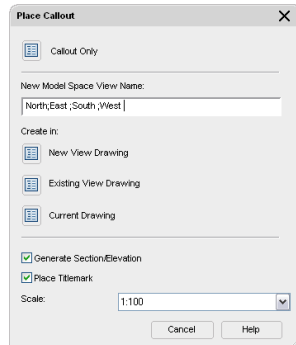 Place Callout
Callout Only
New Model Space View Name:
North;East ;South ;West
Create in:
New View Drawing
Existing View Drawing
Current Drawing
Generate Section/Elevation
Place Titlemark
Scale:
1:100
Cancel
Help